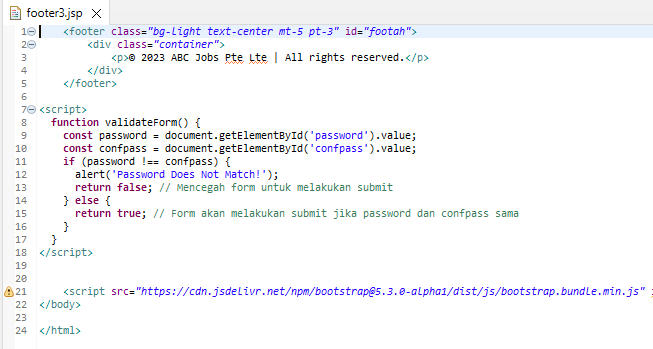 footer3.jsp
1 <footer class="bg-light text-center mt-5 pt-3" id="footah">
2 <div class="container">
3 <p>© 2023 ABC Jobs Pte Lte | All rights reserved.</p>
4 </div>
5 </footer>
6
7 <script>
8 function validateForm() {
9 const password = document.getElementById('password').value;
10 const confpass = document.getElementById('confpass').value;
11 if (password !== confpass) {
12 alert('Password Does Not Match!');
13 return false; // Mencegah form untuk melakukan submit
14 } else {
15 return true; // Form akan melakukan submit jika password dan confpass sama
16 }
17 }
18 </script>
19
20
21 <script src="https://cdn.jsdelivr.net/npm/bootstrap@5.3.0-alpha1/dist/js/bootstrap.bundle.min.js"
22 </body>
23
24 </html>